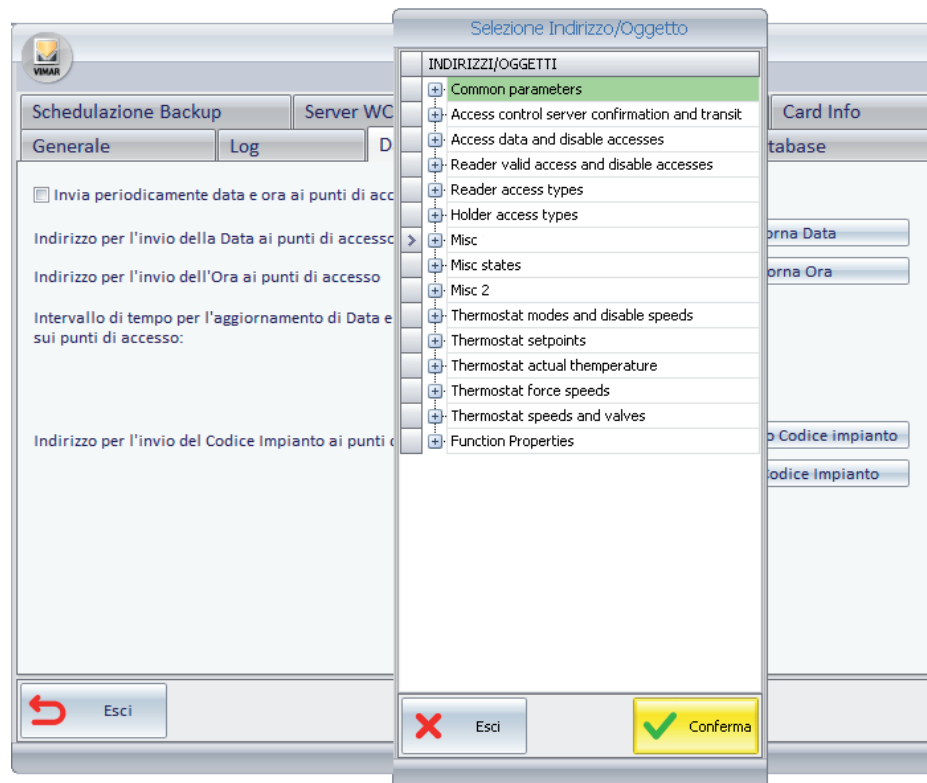 Selezione Indirizzo/Oggetto
VIMAR
INDIRIZZI/OGGETTI
Common parameters
Access control server confirmation and transit
Access data and disable accesses
Reader valid access and disable accesses
Reader access types
Holder access types
Misc
Misc states
Misc 2
Thermostat modes and disable speeds
Thermostat setpoints
Thermostat actual themperature
Thermostat force speeds
Thermostat speeds and valves
Function Properties
Esci
Conferma
Schedulazione Backup
Server WC
Card Info
Generale
Log
D
tabase
Invia periodicamente data e ora ai punti di acc
Indirizzo per l'invio della Data ai punti di accesso
orna Data
Indirizzo per l'invio dell'Ora ai punti di accesso
orna Ora
Intervallo di tempo per l'aggiornamento di Data e
sui punti di accesso:
Indirizzo per l'invio del Codice Impianto ai punti
o Codice impianto
Codice Impianto
Esci